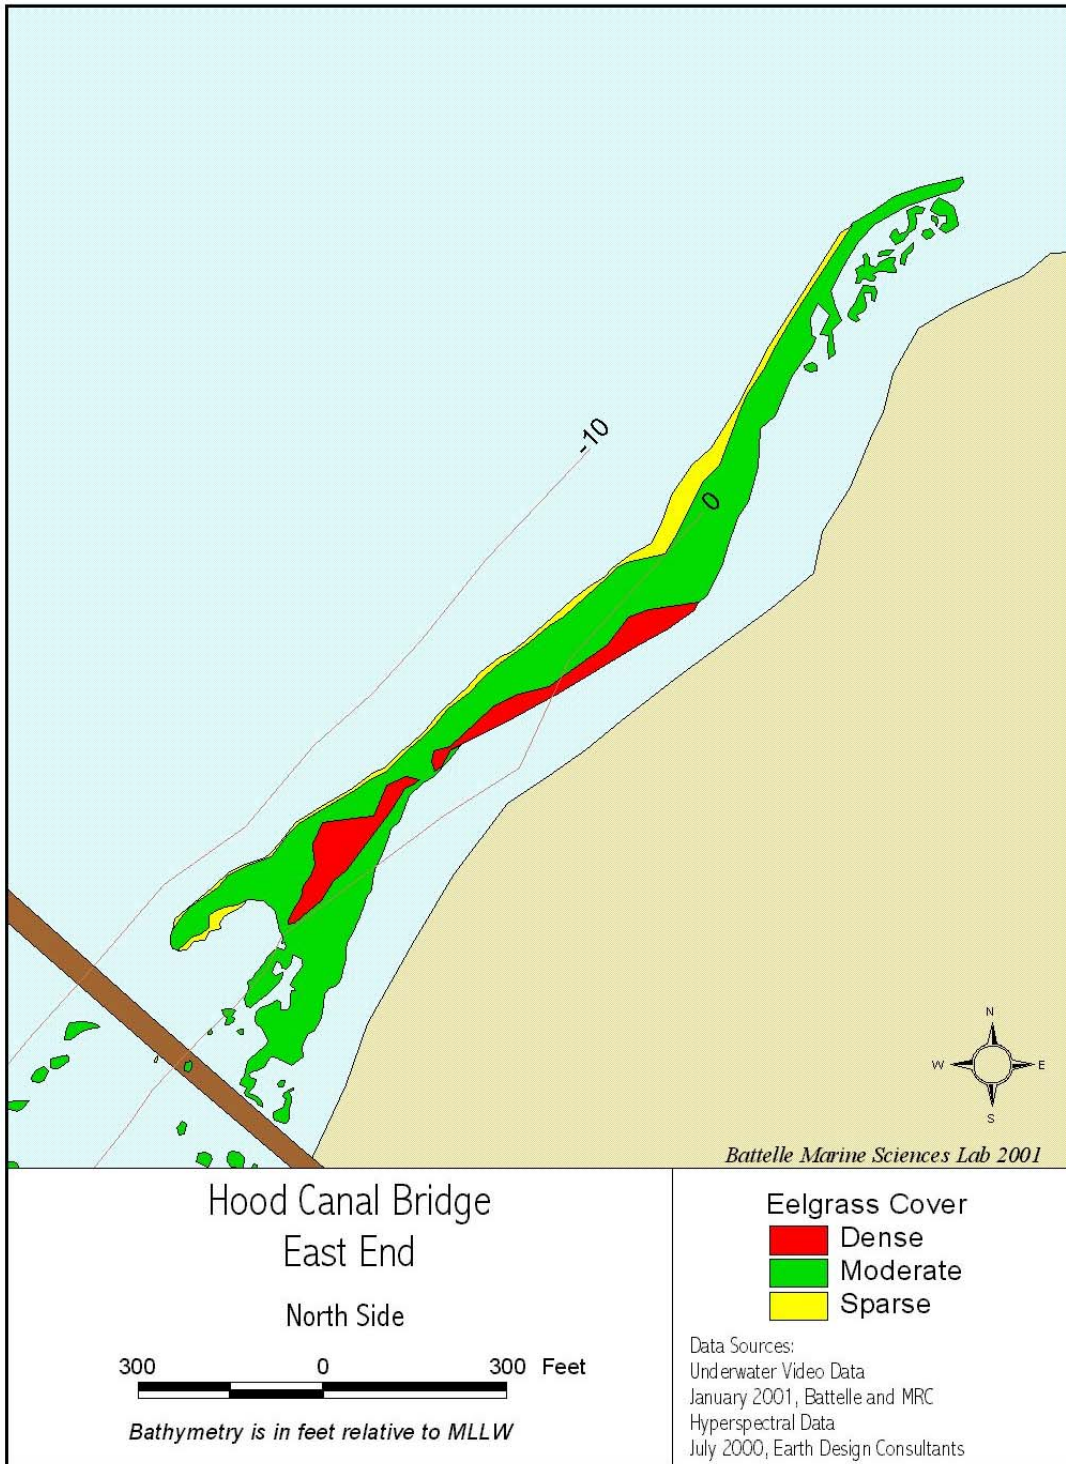 -10
0
N
W E
S
Battelle Marine Sciences Lab 2001
Hood Canal Bridge
East End
North Side
300 0 300 Feet
Bathymetry is in feet relative to MLLW
Eelgrass Cover
Dense
Moderate
Sparse
Data Sources:
Underwater Video Data
January 2001, Battelle and MRC
Hyperspectral Data
July 2000, Earth Design Consultants